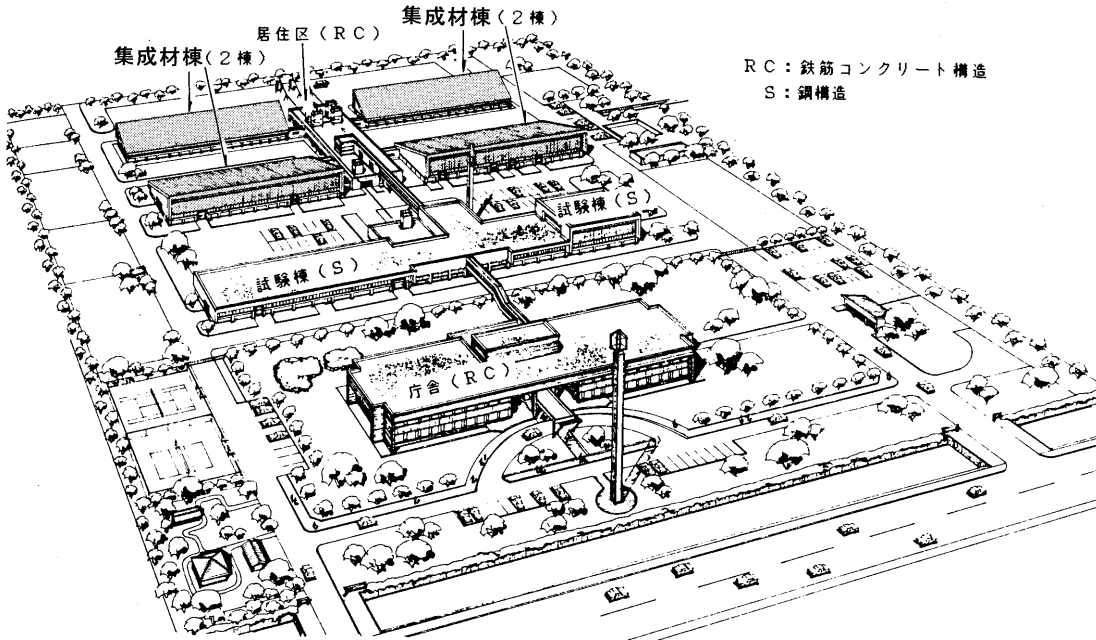 集成材棟(2棟)
居住区(RC)
集成材棟(2棟)
RC:鉄筋コンクリート構造
S:鋼構造
試験棟(S)
試験棟(S)
庁舎(RC)